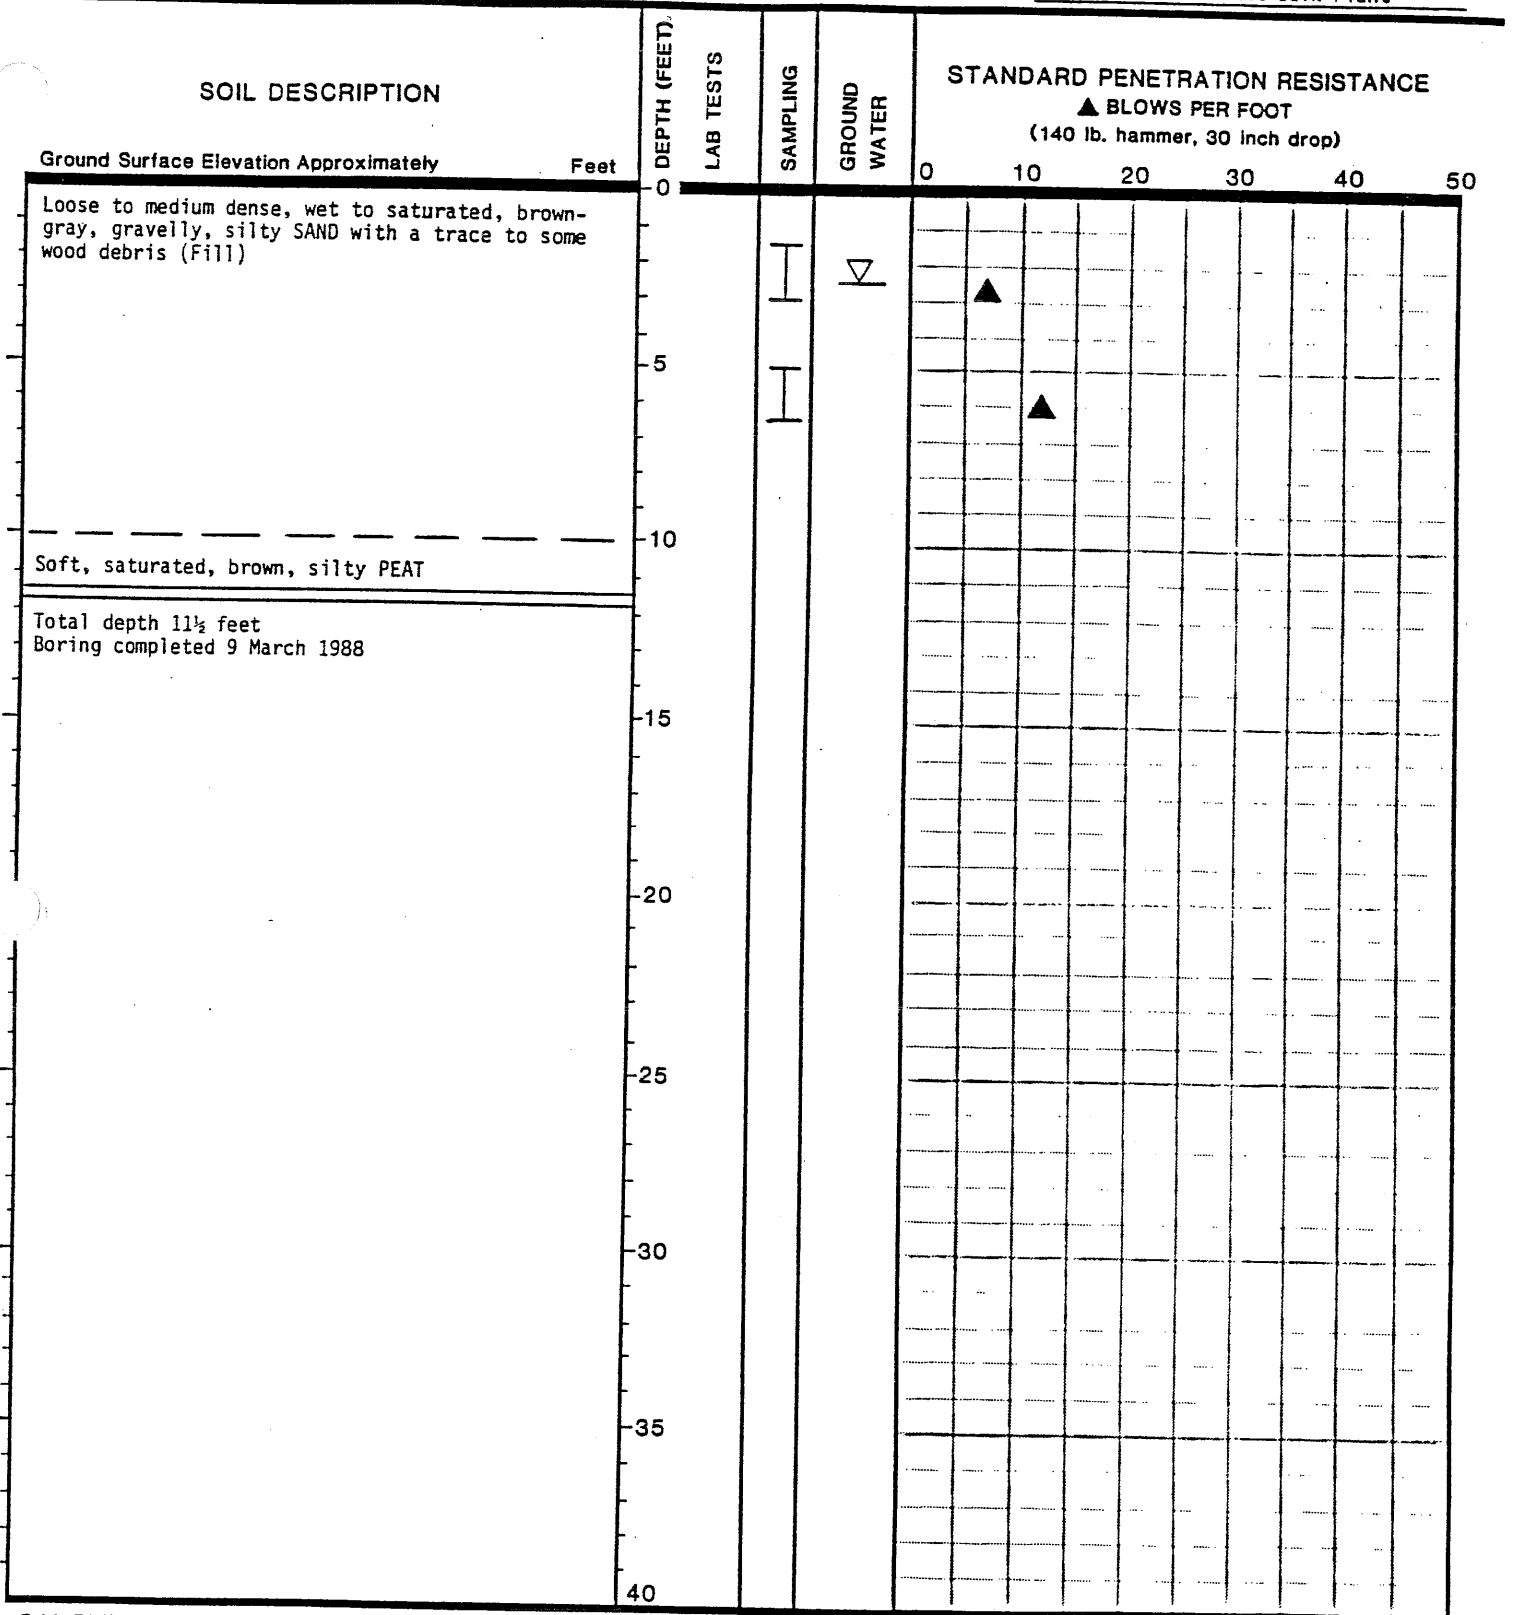 SOIL DESCRIPTION
Ground Surface Elevation Approximately Feet
DEPTH (FEET)
LAB TESTS
SAMPLING
GROUND
WATER
STANDARD PENETRATION RESISTANCE
▲ BLOWS PER FOOT
(140 lb. hammer, 30 inch drop)
0 10 20 30 40 50
0
Loose to medium dense, wet to saturated, brown-
gray, gravelly, silty SAND with a trace to some
wood debris (Fill)
5
10
Soft, saturated, brown, silty PEAT
Total depth 11½ feet
Boring completed 9 March 1988
15
20
25
30
35
40